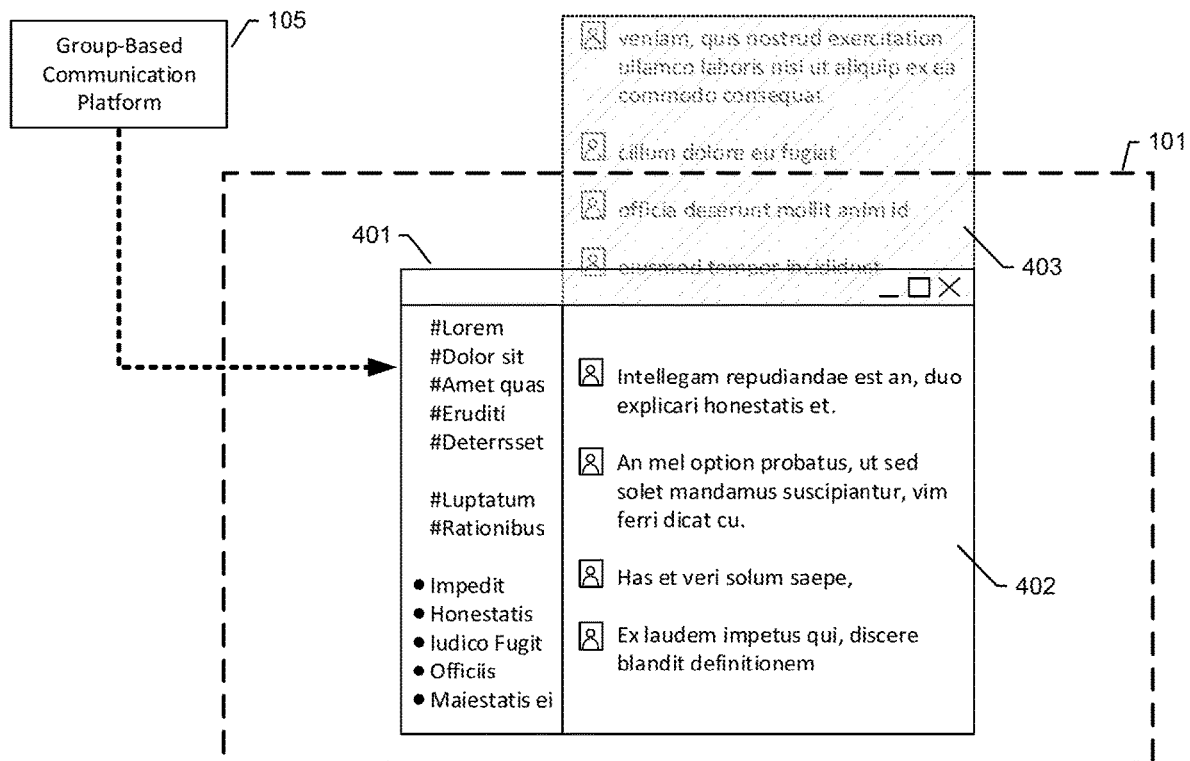 105
Group-Based
Communication
Platform
veniam, quis nostrud exercitation
ullamco laboris nisi ut aliquip ex ea
commodo consequat
cillum dolore eu fugiat
101
officia deserunt mollit anim id
403
eiusmod tempor incididunt
401
#Lorem
#Dolor sit
#Amet quas
#Eruditi
#Deterrsset
#Luptatum
#Rationibus
Impedit
Honestatis
Iudico Fugit
Officiis
Maiestatis ei
Intellegam repudiandae est an, duo
explicari honestatis et.
An mel option probatus, ut sed
solet mandamus suscipiantur, vim
ferri dicat cu.
Has et veri solum saepe,
402
Ex laudem impetus qui, discere
blandit definitionem